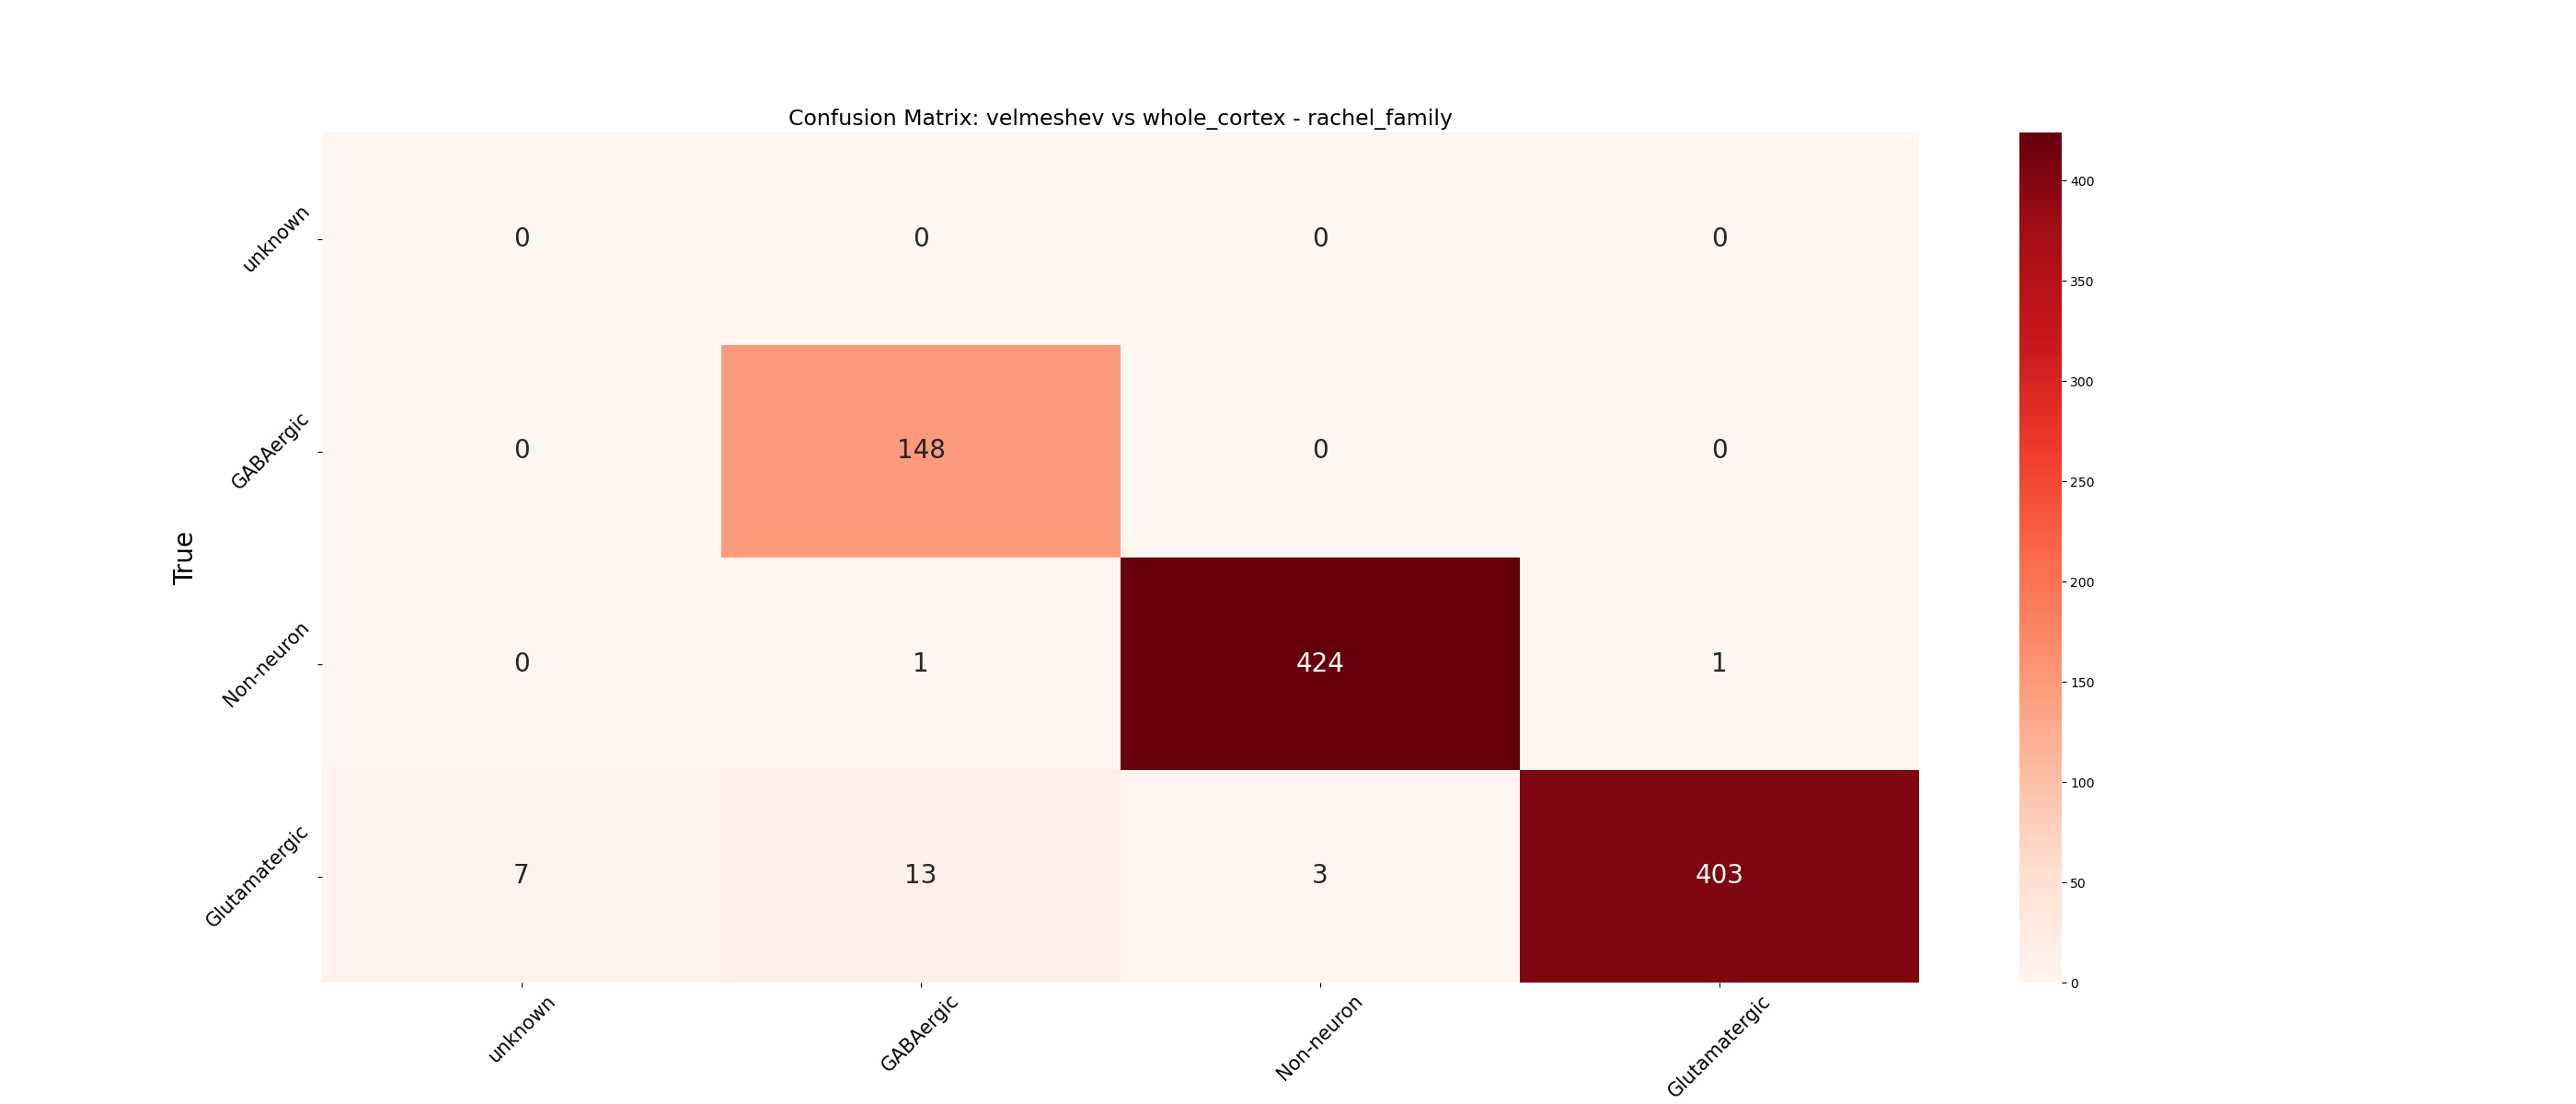 Confusion Matrix: velmeshev vs whole_cortex - rachel_family
True
unknown 0 0 0 0
GABAergic 0 148 0 0
Non-neuron 0 1 424 1
Glutamatergic 7 13 3 403
unknown GABAergic Non-neuron Glutamatergic
400
350
300
250
200
150
100
50
0